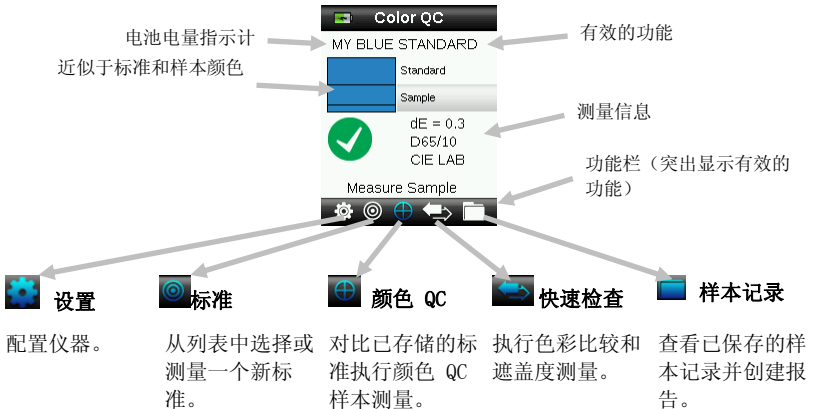 Color QC
电池电量指示计
MY BLUE STANDARD
有效的功能
近似于标准和样本颜色
Standard
Sample
dE = 0.3
D65/10
CIE LAB
测量信息
Measure Sample
功能栏（突出显示有效的
功能）
设置
配置仪器。
标准
从列表中选择或
测量一个新标
准。
颜色 QC
对比已存储的标
准执行颜色 QC
样本测量。
快速检查
执行色彩比较和
遮盖度测量。
样本记录
查看已保存的样
本记录并创建报
告。